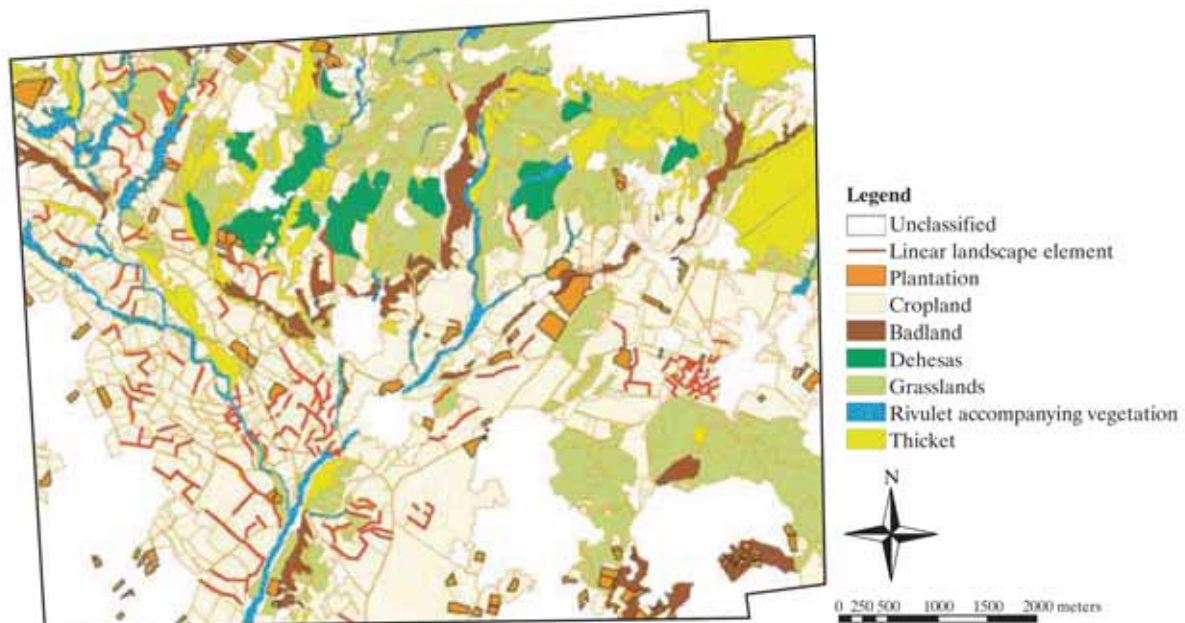 Legend
Unclassified
Linear landscape element
Plantation
Cropland
Badland
Dehesas
Grasslands
Rivulet accompanying vegetation
Thicket
N
0 250 500 1000 1500 2000 meters